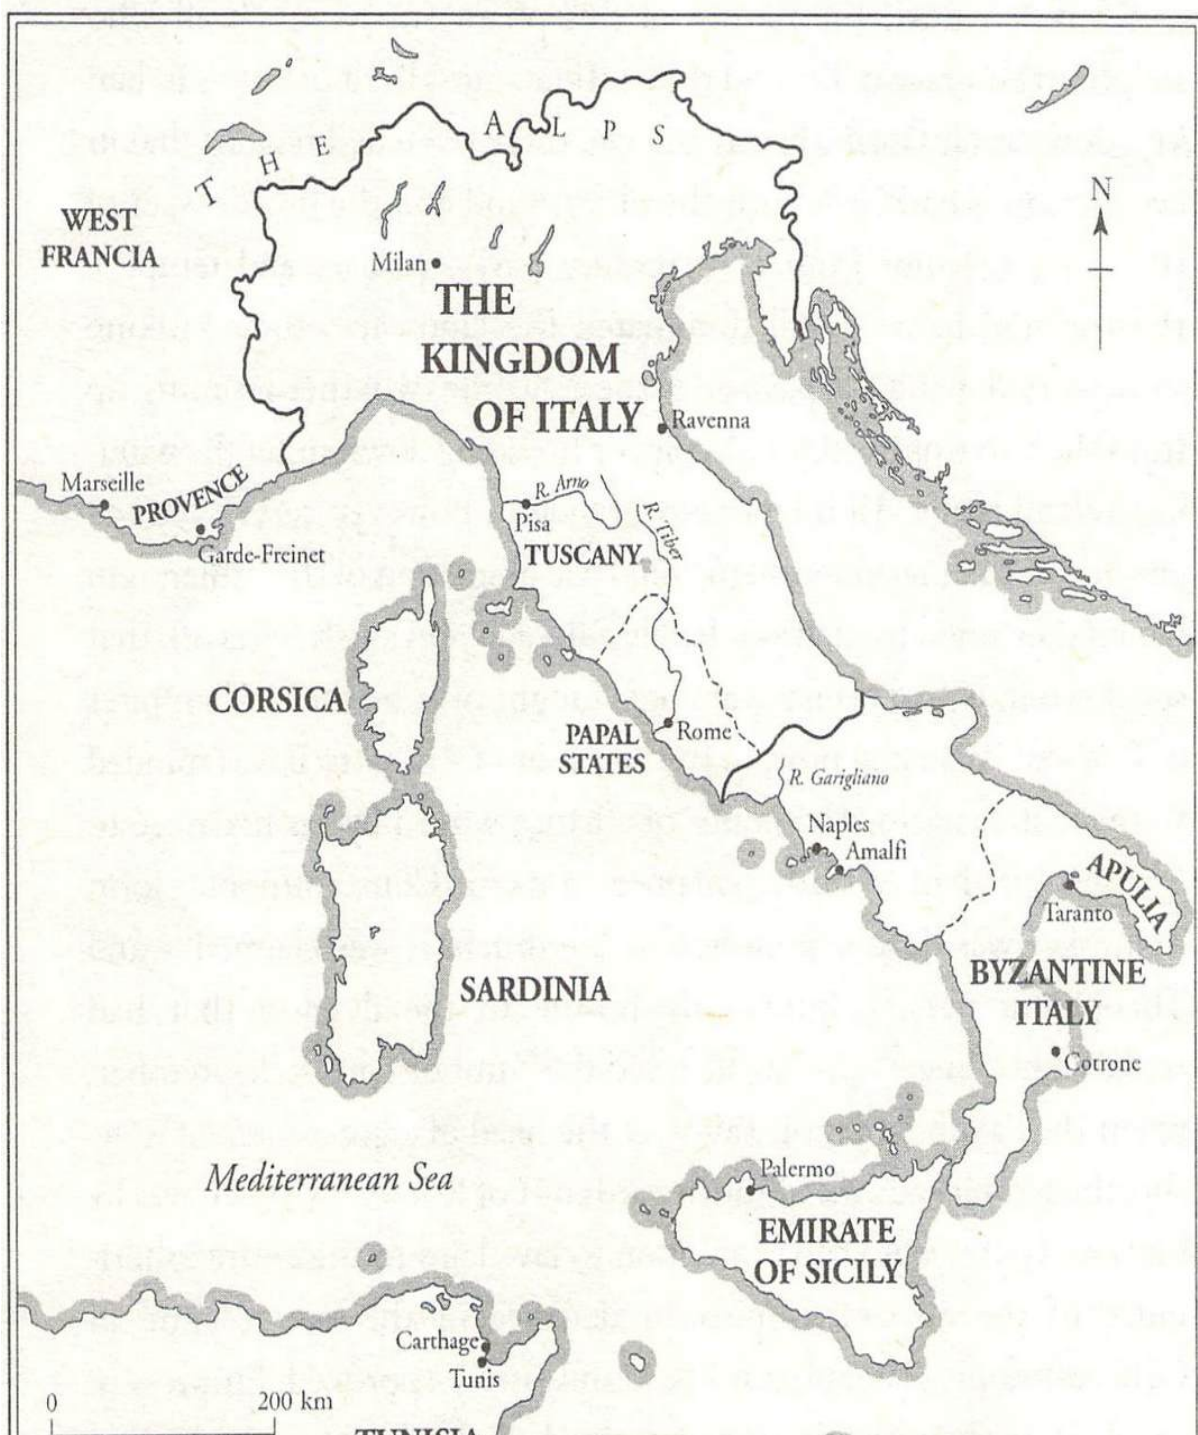 THE ALPS
N
WEST
FRANCIA
Milan
THE
KINGDOM
OF ITALY
Ravenna
Marseille
PROVENCE
Garde-Freinet
R. Arno
Pisa
R. Tiber
TUSCANY
CORSICA
PAPAL
STATES
Rome
R. Garigliano
Naples
Amalfi
APULIA
Taranto
SARDINIA
BYZANTINE
ITALY
Cotrone
Mediterranean Sea
Palermo
EMIRATE
OF SICILY
Carthage
Tunis
0 200 km
TUNISIA